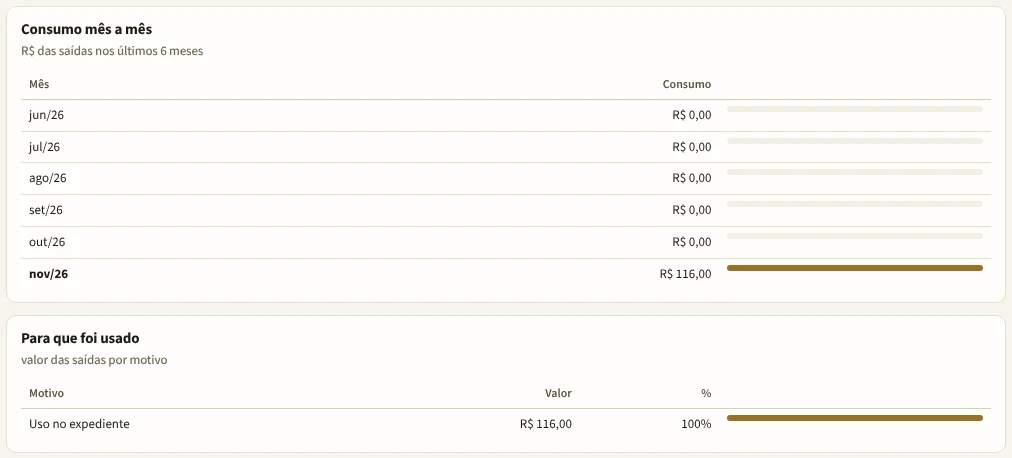 Consumo mês a mês
R$ das saídas nos últimos 6 meses
Mês Consumo
jun/26 R$ 0,00
jul/26 R$ 0,00
ago/26 R$ 0,00
set/26 R$ 0,00
out/26 R$ 0,00
nov/26 R$ 116,00
Para que foi usado
valor das saídas por motivo
Motivo Valor %
Uso no expediente R$ 116,00 100%